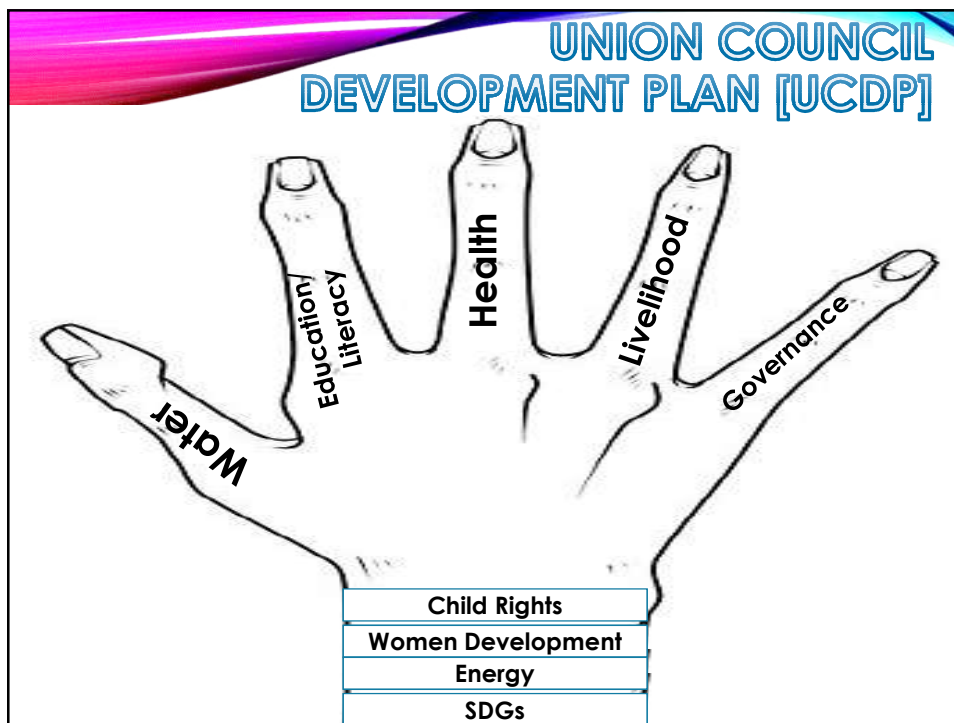 UNION COUNCIL
DEVELOPMENT PLAN [UCDP]
Water
Education/
Literacy
Health
Livelihood
Governance
Child Rights
Women Development
Energy
SDGs